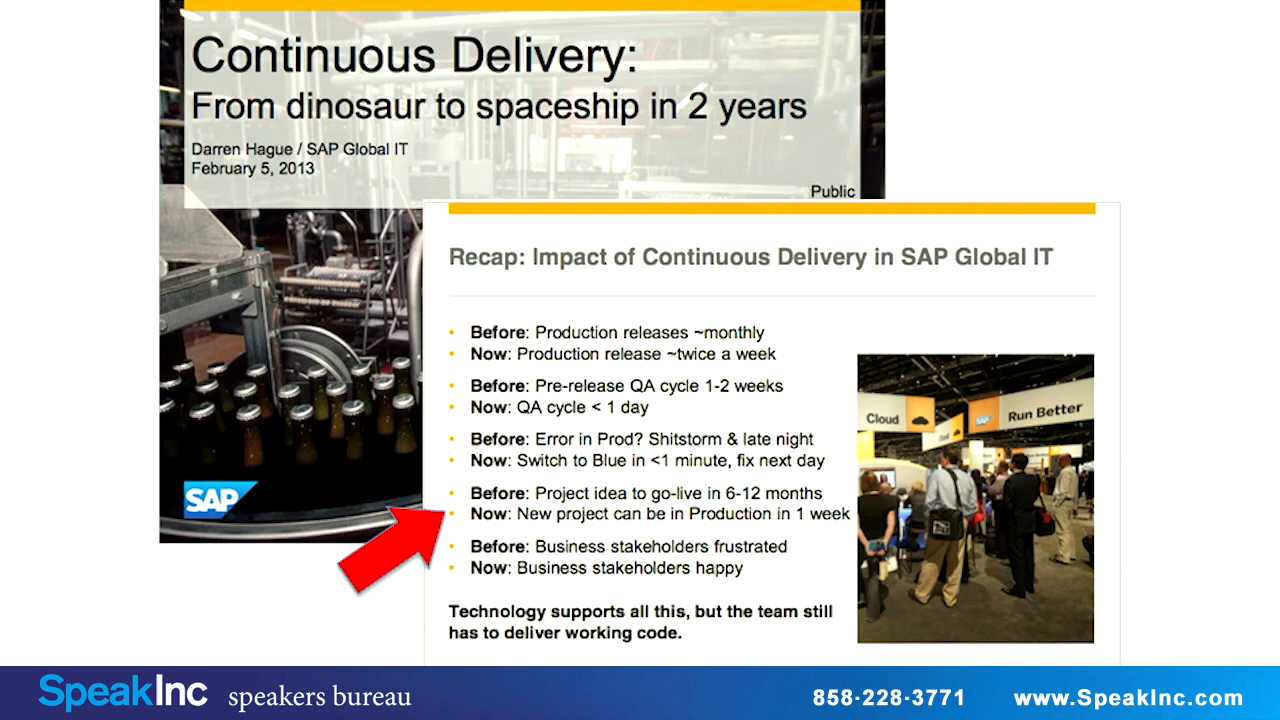 Continuous Delivery:
From dinosaur to spaceship in 2 years
Darren Hague / SAP Global IT
February 5, 2013
Public
SAP
Recap: Impact of Continuous Delivery in SAP Global IT
• Before: Production releases ~monthly
• Now: Production release ~twice a week
• Before: Pre-release QA cycle 1-2 weeks
• Now: QA cycle < 1 day
• Before: Error in Prod? Shitstorm & late night
• Now: Switch to Blue in <1 minute, fix next day
• Before: Project idea to go-live in 6-12 months
• Now: New project can be in Production in 1 week
• Before: Business stakeholders frustrated
• Now: Business stakeholders happy
Technology supports all this, but the team still
has to deliver working code.
Cloud
Cloud
SAP
Run Better
SpeakInc speakers bureau
858-228-3771
www.SpeakInc.com